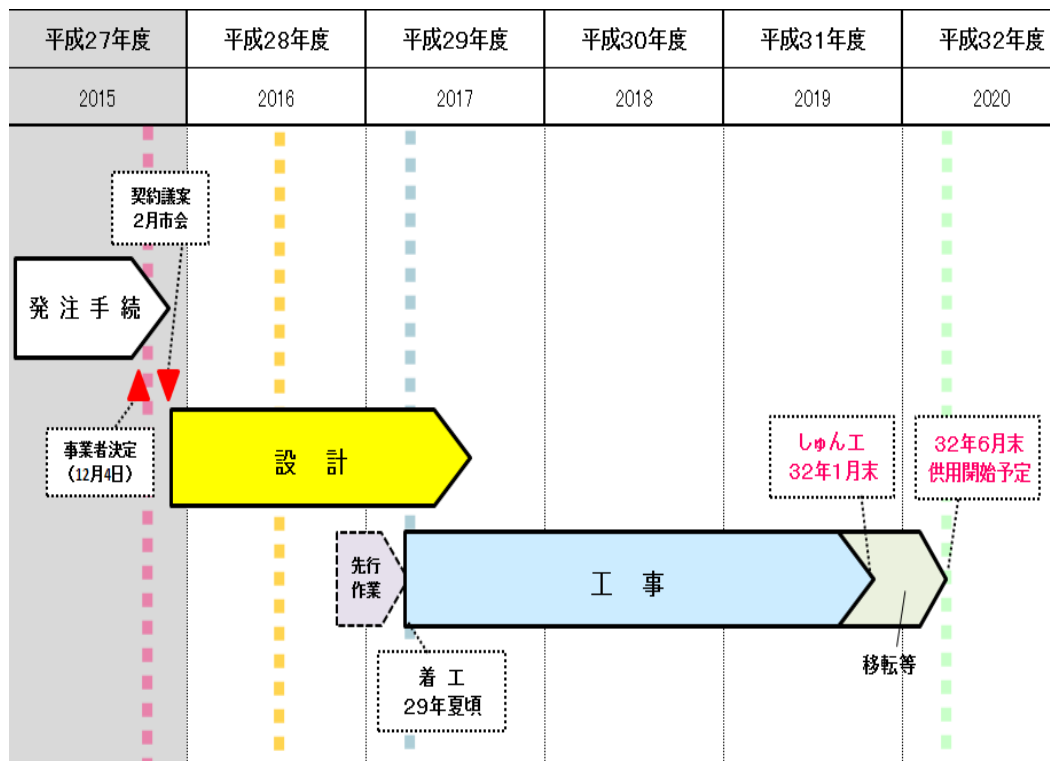 平成27年度 平成28年度 平成29年度 平成30年度 平成31年度 平成32年度
2015 2016 2017 2018 2019 2020
契約議案
2月市会
発注手続
事業者決定
(12月4日)
設計
しゅん工
32年1月末
32年6月末
供用開始予定
先行
作業
工事
移転等
着工
29年夏頃